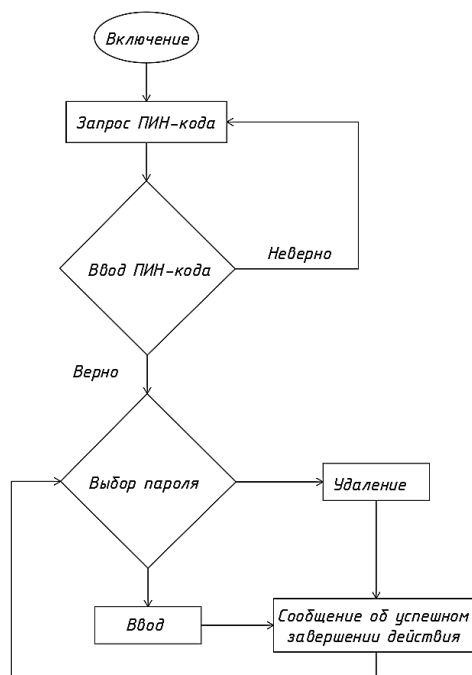 Включение
Запрос ПИН-кода
Ввод ПИН-кода
Неверно
Верно
Выбор пароля
Удаление
Ввод
Сообщение об успешном
завершении действия